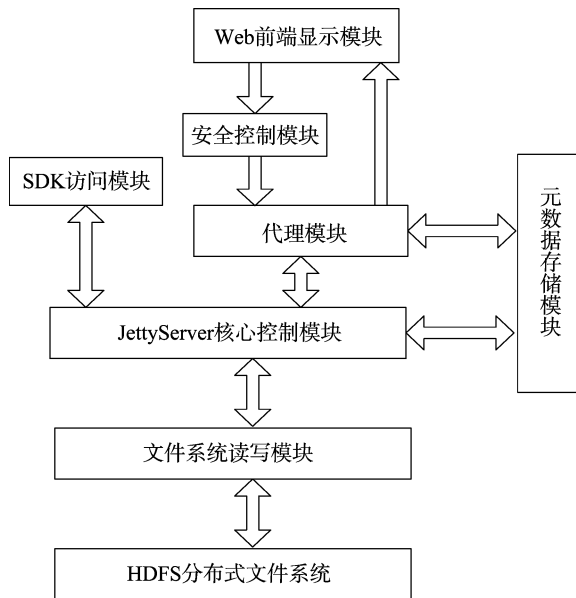 Web前端显示模块
安全控制模块
SDK访问模块
代理模块
元数据存储模块
JettyServer核心控制模块
文件系统读写模块
HDFS分布式文件系统